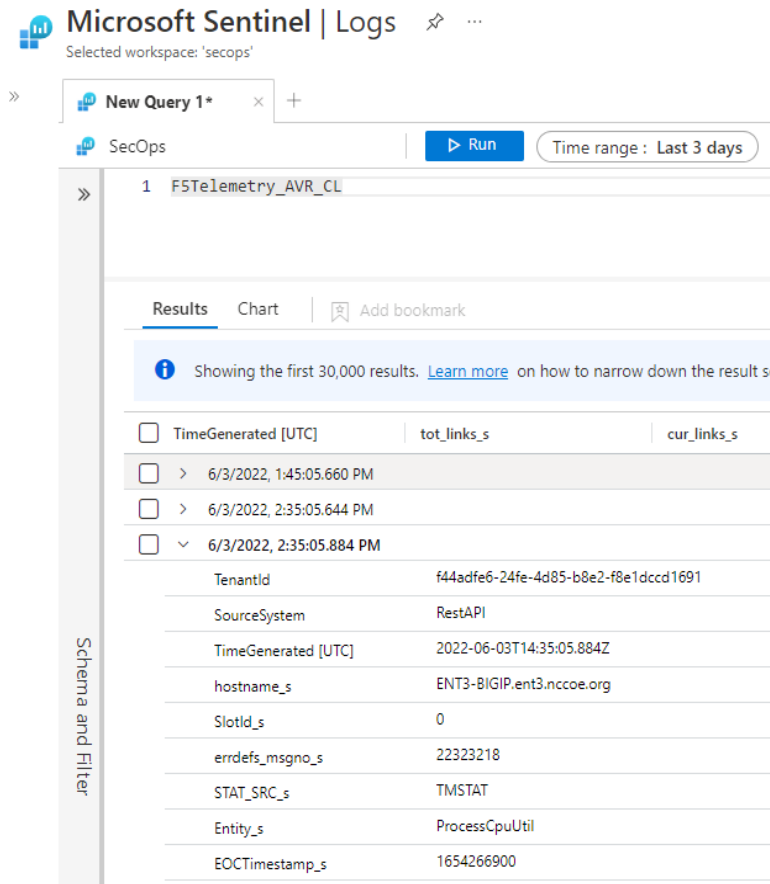 Microsoft Sentinel | Logs
Selected workspace: 'secops'
New Query 1*
SecOps
Run
Time range : Last 3 days
1 F5Telemetry_AVR_CL
Results Chart Add bookmark
Showing the first 30,000 results. Learn more on how to narrow down the result s
TimeGenerated [UTC] tot_links_s cur_links_s
6/3/2022, 1:45:05.660 PM
6/3/2022, 2:35:05.644 PM
6/3/2022, 2:35:05.884 PM
TenantId f44adfe6-24fe-4d85-b8e2-f8e1dccd1691
SourceSystem RestAPI
TimeGenerated [UTC] 2022-06-03T14:35:05.884Z
hostname_s ENT3-BIGIP.ent3.nccoe.org
SlotId_s 0
errdefs_msgno_s 22323218
STAT_SRC_s TMSTAT
Entity_s ProcessCpuUtil
EOCTimestamp_s 1654266900
Schema and Filter